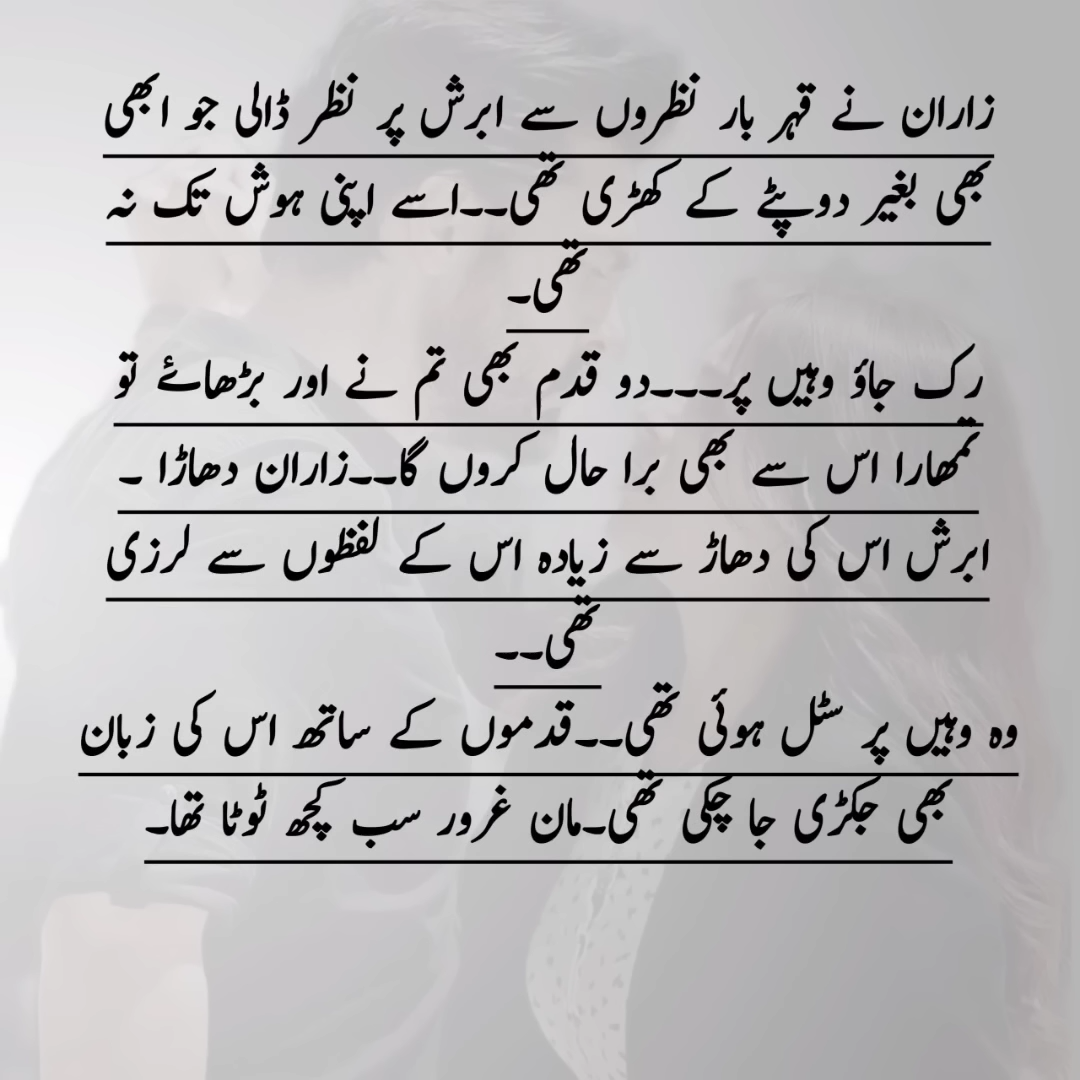 زاران نے قہر بار نظروں سے ابرش پر نظر ڈالی جو ابھی
بھی بغیر دوپٹے کے کھڑی تھی۔۔اسے اپنی ہوش تک نہ
تھی۔
رک جاؤ وہیں پر۔۔۔دو قدم بھی تم نے اور بڑھائے تو
تمھارا اس سے بھی برا حال کروں گا۔۔زاران دھاڑا ۔
ابرش اس کی دھاڑ سے زیادہ اس کے لفظوں سے لرزی
تھی۔۔
وہ وہیں پر سٹل ہوئی تھی۔۔قدموں کے ساتھ اس کی زبان
بھی جکڑی جا چکی تھی۔مان غرور سب کچھ ٹوٹا تھا۔